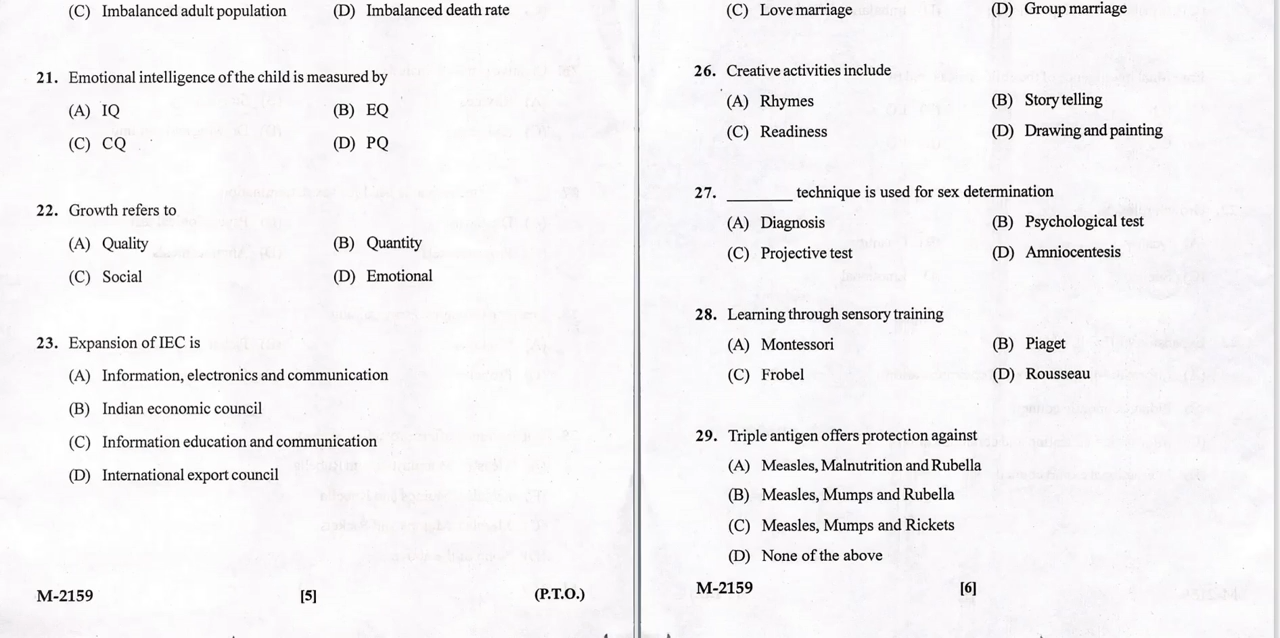 (C) Imbalanced adult population (D) Imbalanced death rate
21. Emotional intelligence of the child is measured by
(A) IQ (B) EQ
(C) CQ (D) PQ
22. Growth refers to
(A) Quality (B) Quantity
(C) Social (D) Emotional
23. Expansion of IEC is
(A) Information, electronics and communication
(B) Indian economic council
(C) Information education and communication
(D) International export council
M-2159 [5] (P.T.O.)
(C) Love marriage (D) Group marriage
26. Creative activities include
(A) Rhymes (B) Story telling
(C) Readiness (D) Drawing and painting
27. ________ technique is used for sex determination
(A) Diagnosis (B) Psychological test
(C) Projective test (D) Amniocentesis
28. Learning through sensory training
(A) Montessori (B) Piaget
(C) Frobel (D) Rousseau
29. Triple antigen offers protection against
(A) Measles, Malnutrition and Rubella
(B) Measles, Mumps and Rubella
(C) Measles, Mumps and Rickets
(D) None of the above
M-2159 [6]